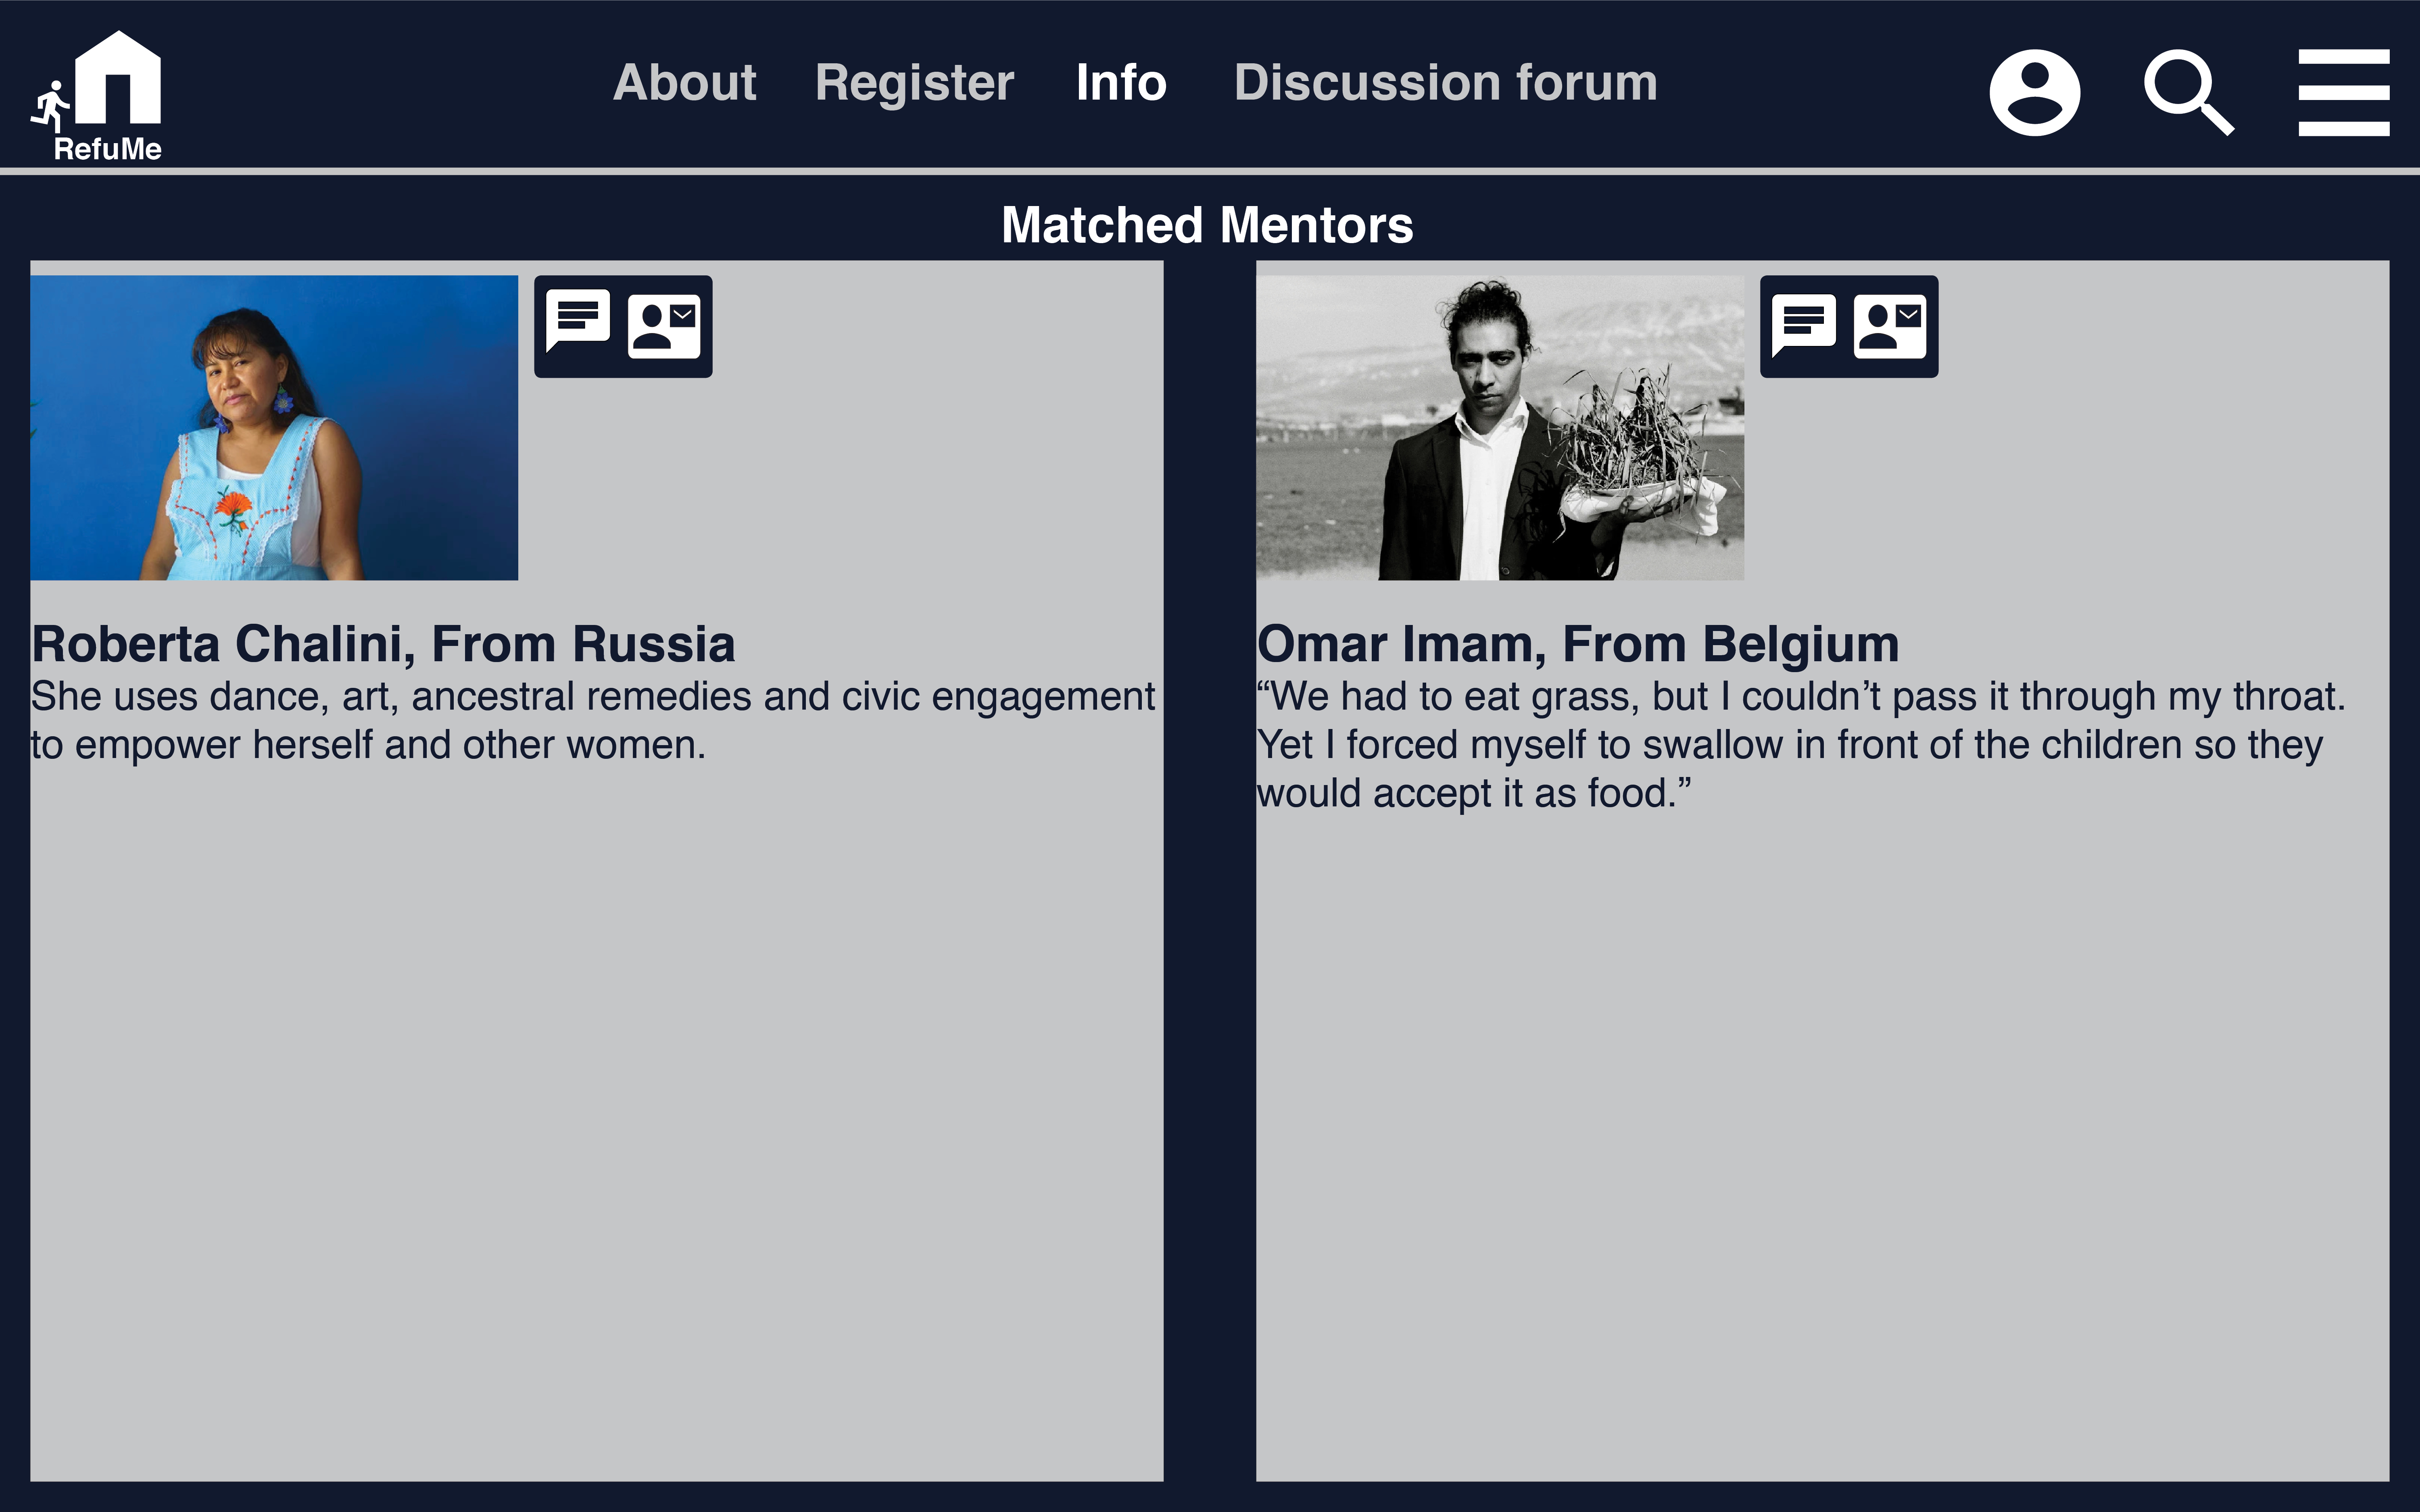 RefuMe
About Register Info Discussion forum
Matched Mentors
Roberta Chalini, From Russia
She uses dance, art, ancestral remedies and civic engagement
to empower herself and other women.
Omar Imam, From Belgium
“We had to eat grass, but I couldn’t pass it through my throat.
Yet I forced myself to swallow in front of the children so they
would accept it as food.”